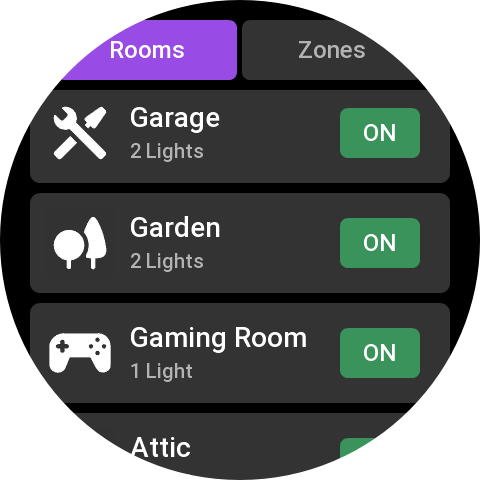 Rooms
Zones
Garage
2 Lights
ON
Garden
2 Lights
ON
Gaming Room
1 Light
ON
Attic